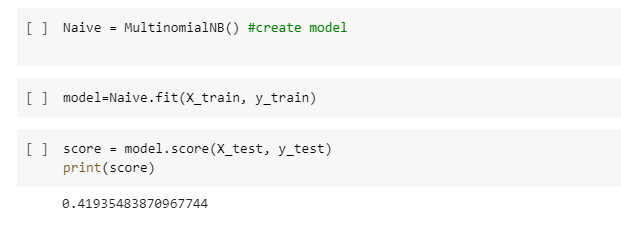 [ ] Naive = MultinomialNB() #create model
[ ] model=Naive.fit(X_train, y_train)
[ ] score = model.score(X_test, y_test)
print(score)
0.41935483870967744